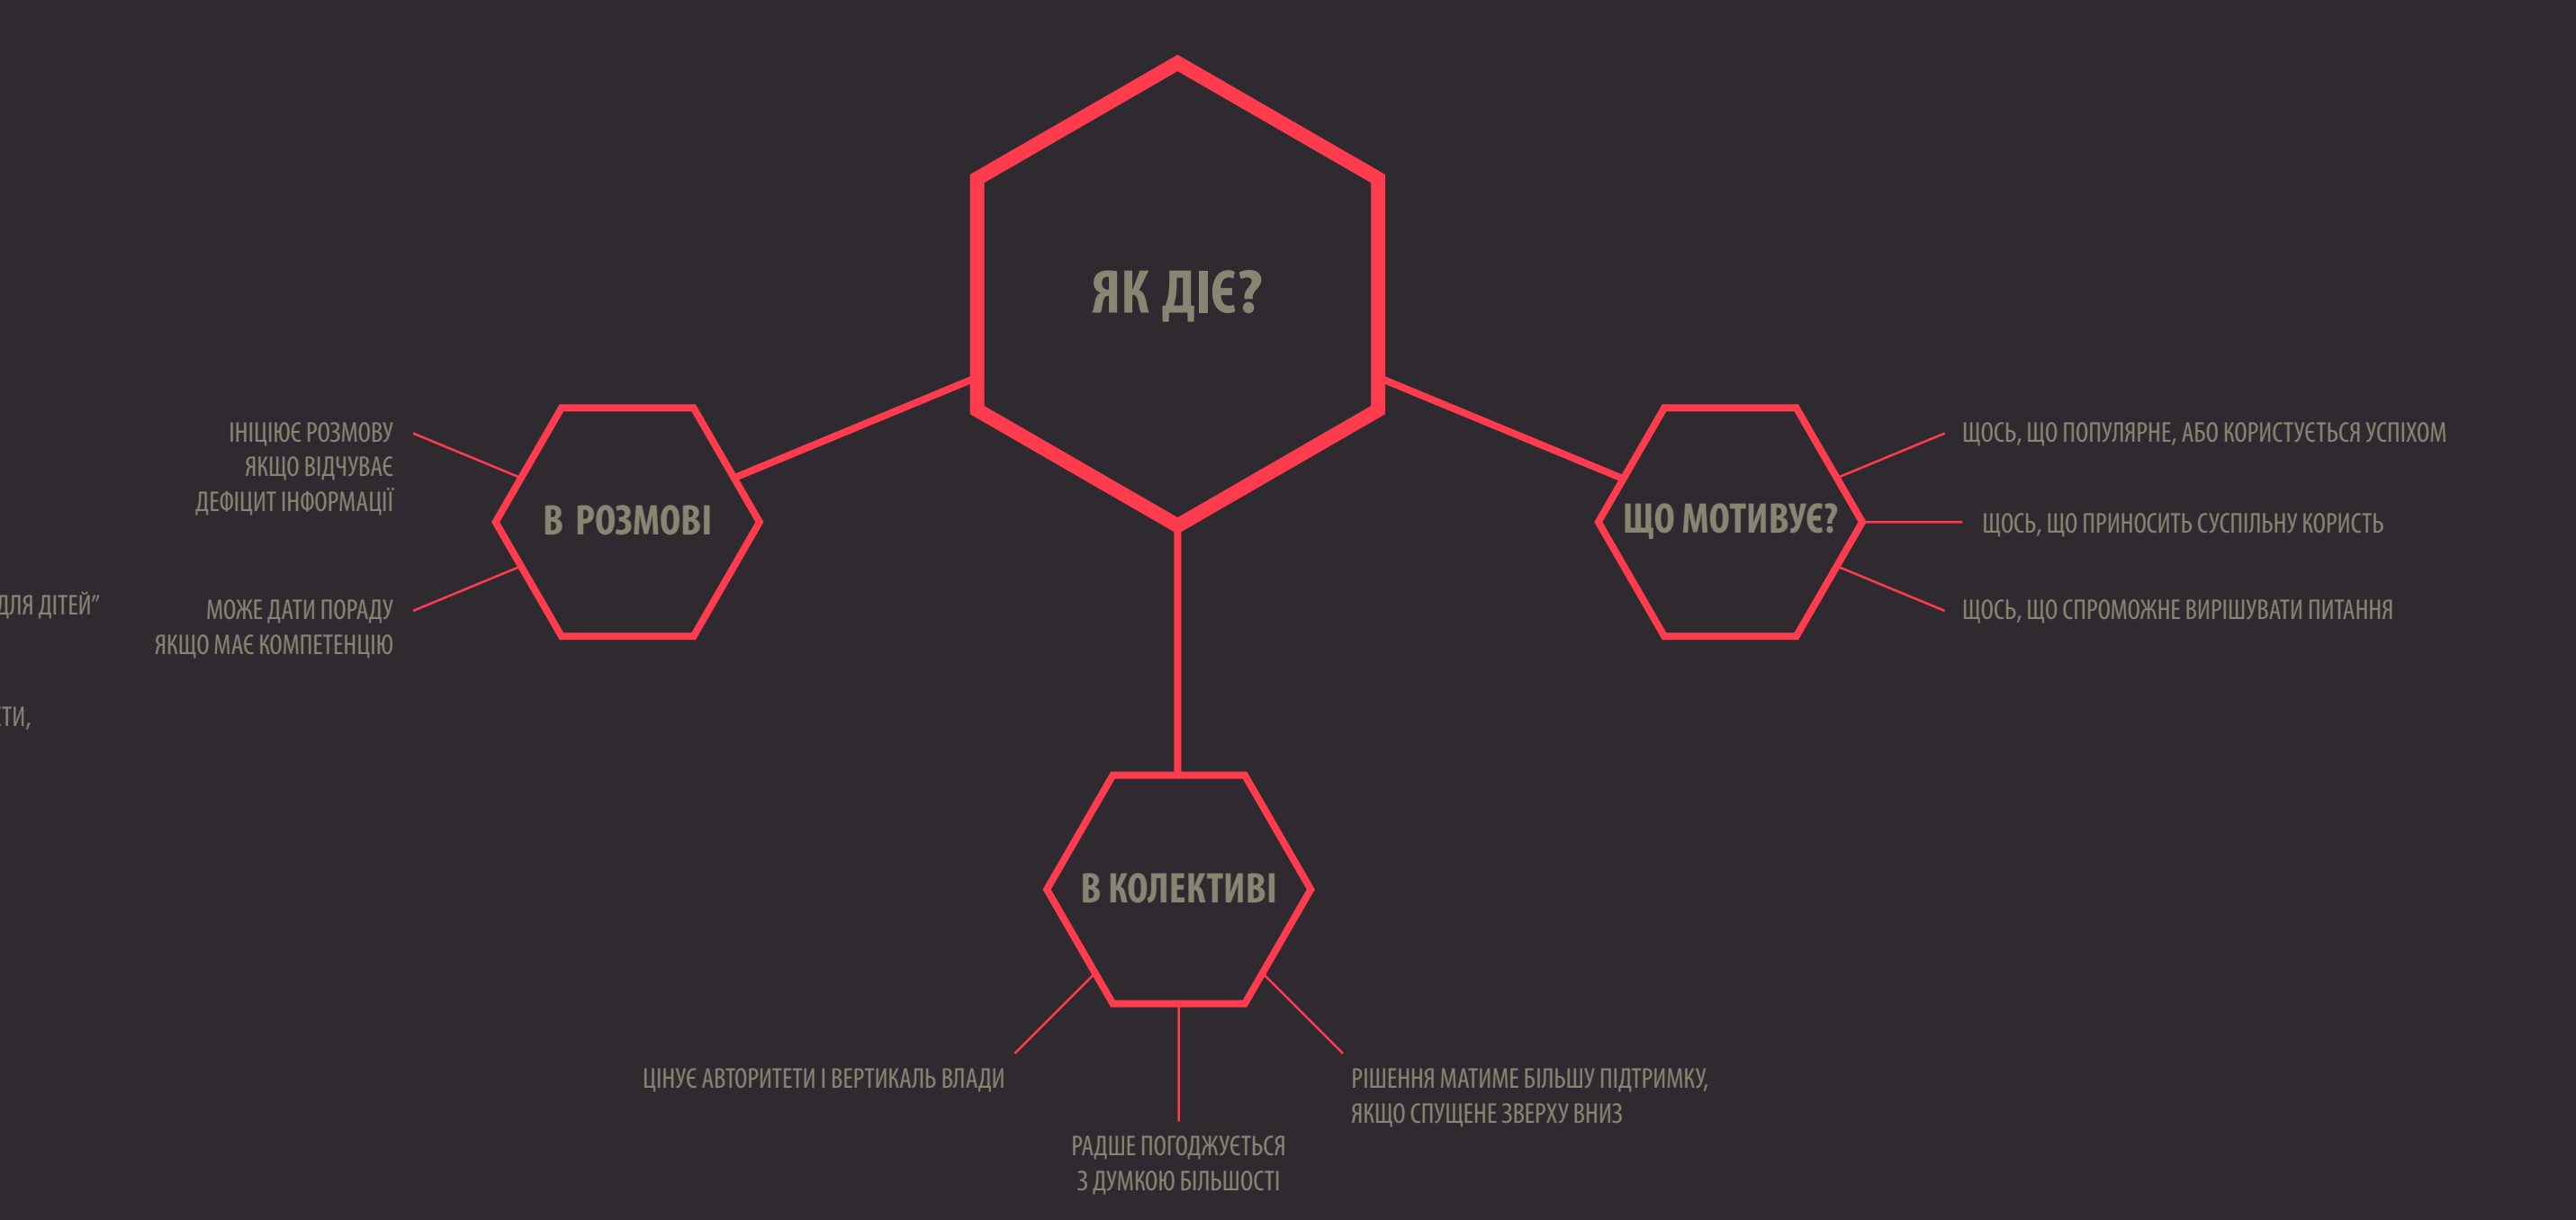 ЯК ДІЄ?
ІНІЦІЮЄ РОЗМОВУ
ЯКЩО ВІДЧУВАЄ
ДЕФІЦИТ ІНФОРМАЦІЇ
В РОЗМОВІ
МОЖЕ ДАТИ ПОРАДУ
ЯКЩО МАЄ КОМПЕТЕНЦІЮ
ДЛЯ ДІТЕЙ”
ЩО МОТИВУЄ?
ЩОСЬ, ЩО ПОПУЛЯРНЕ, АБО КОРИСТУЄТЬСЯ УСПІХОМ
ЩОСЬ, ЩО ПРИНОСИТЬ СУСПІЛЬНУ КОРИСТЬ
ЩОСЬ, ЩО СПРОМОЖНЕ ВИРІШУВАТИ ПИТАННЯ
В КОЛЕКТИВІ
ЦІНУЄ АВТОРИТЕТИ І ВЕРТИКАЛЬ ВЛАДИ
РАДШЕ ПОГОДЖУЄТЬСЯ
З ДУМКОЮ БІЛЬШОСТІ
РІШЕННЯ МАТИМЕ БІЛЬШУ ПІДТРИМКУ,
ЯКЩО СПУЩЕНЕ ЗВЕРХУ ВНИЗ